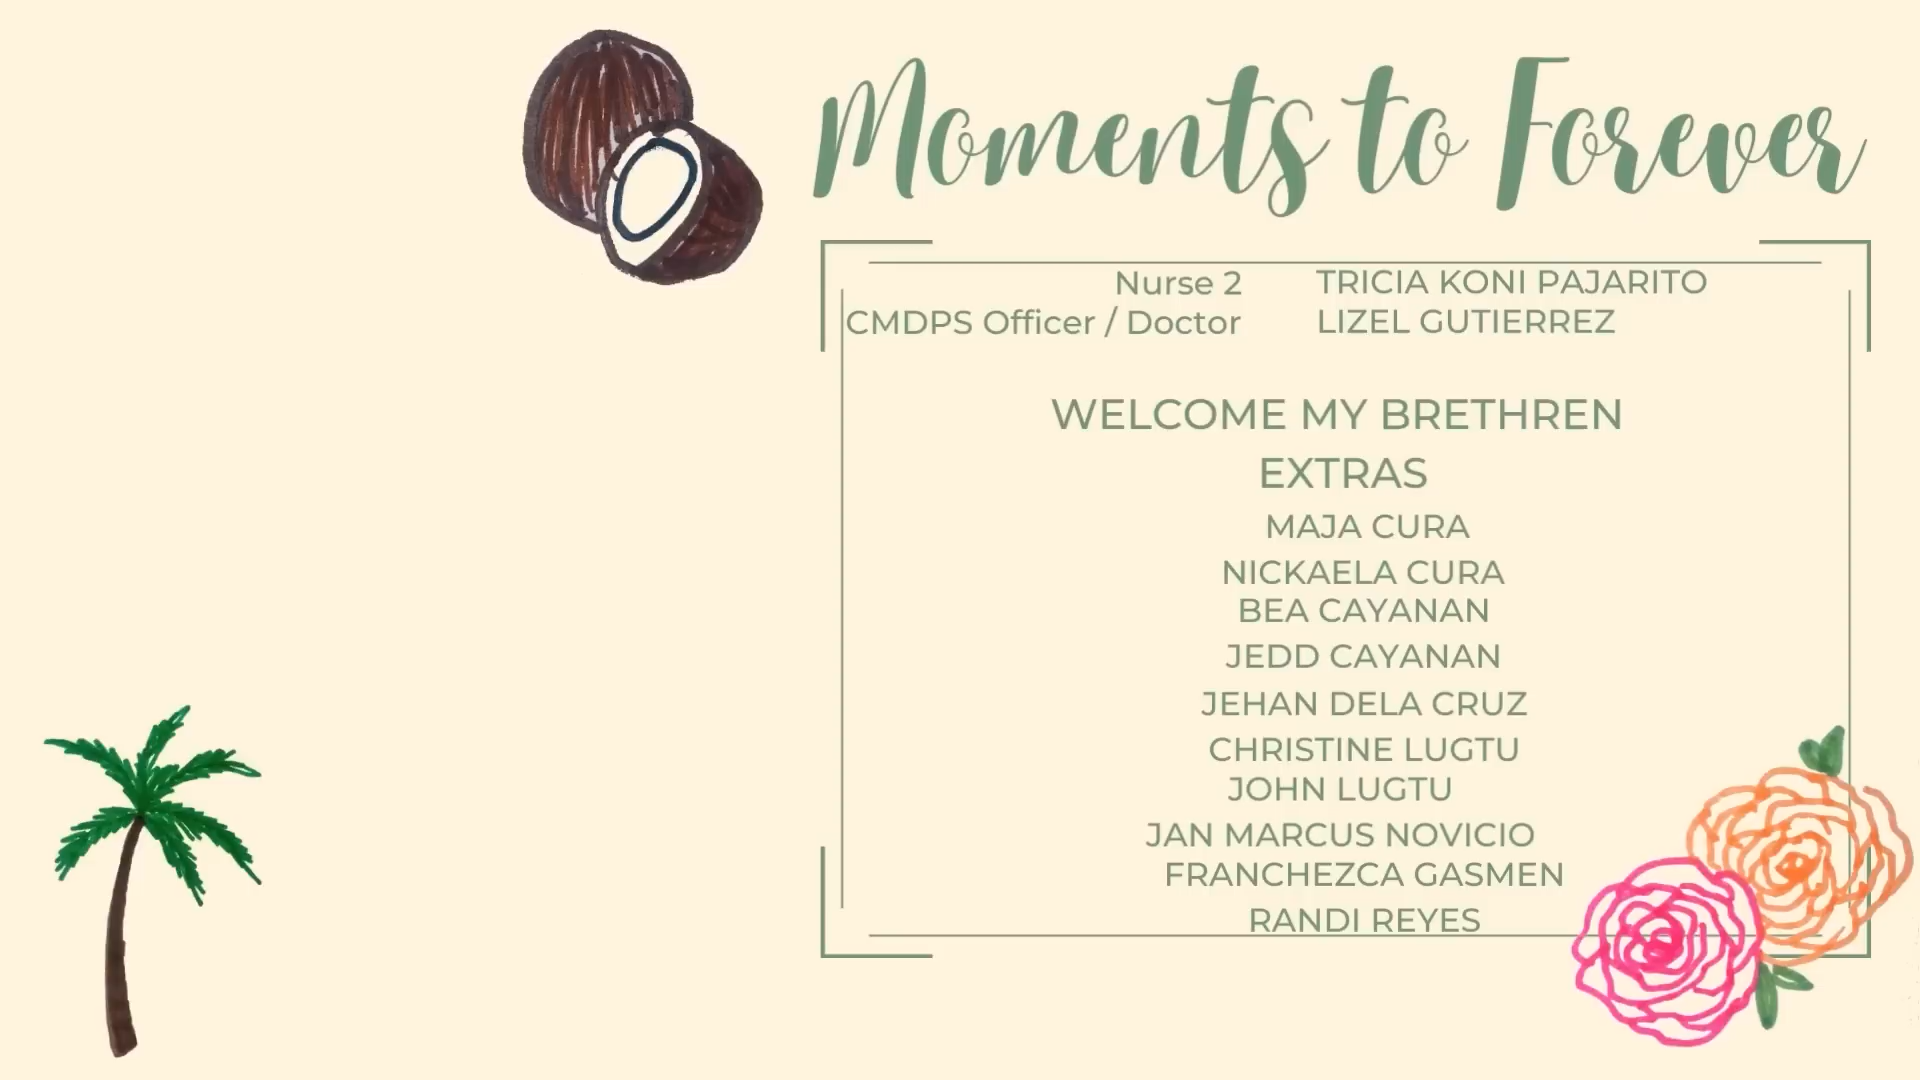 Moments to Forever
Nurse 2 TRICIA KONI PAJARITO
CMDPS Officer / Doctor LIZEL GUTIERREZ
WELCOME MY BRETHREN
EXTRAS
MAJA CURA
NICKAELA CURA
BEA CAYANAN
JEDD CAYANAN
JEHAN DELA CRUZ
CHRISTINE LUGTU
JOHN LUGTU
JAN MARCUS NOVICIO
FRANCHEZCA GASMEN
RANDI REYES